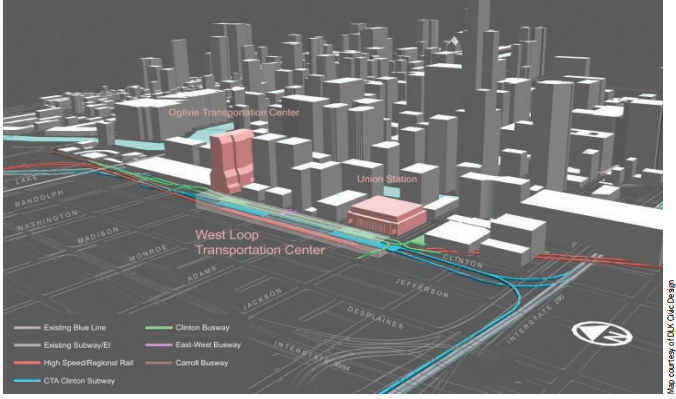 Ogilvie Transportation Center
Union Station
West Loop
Transportation Center
LAKE
RANDOLPH
WASHINGTON
MADISON
MONROE
ADAMS
JACKSON
CLINTON
JEFFERSON
DESPLAINES
INTERSTATE 290
INTERSTATE 90/94
N
Existing Blue Line
Existing Subway/El
High Speed/Regional Rail
CTA Clinton Subway
Clinton Busway
East-West Busway
Carroll Busway
Map courtesy of DLK Civic Design